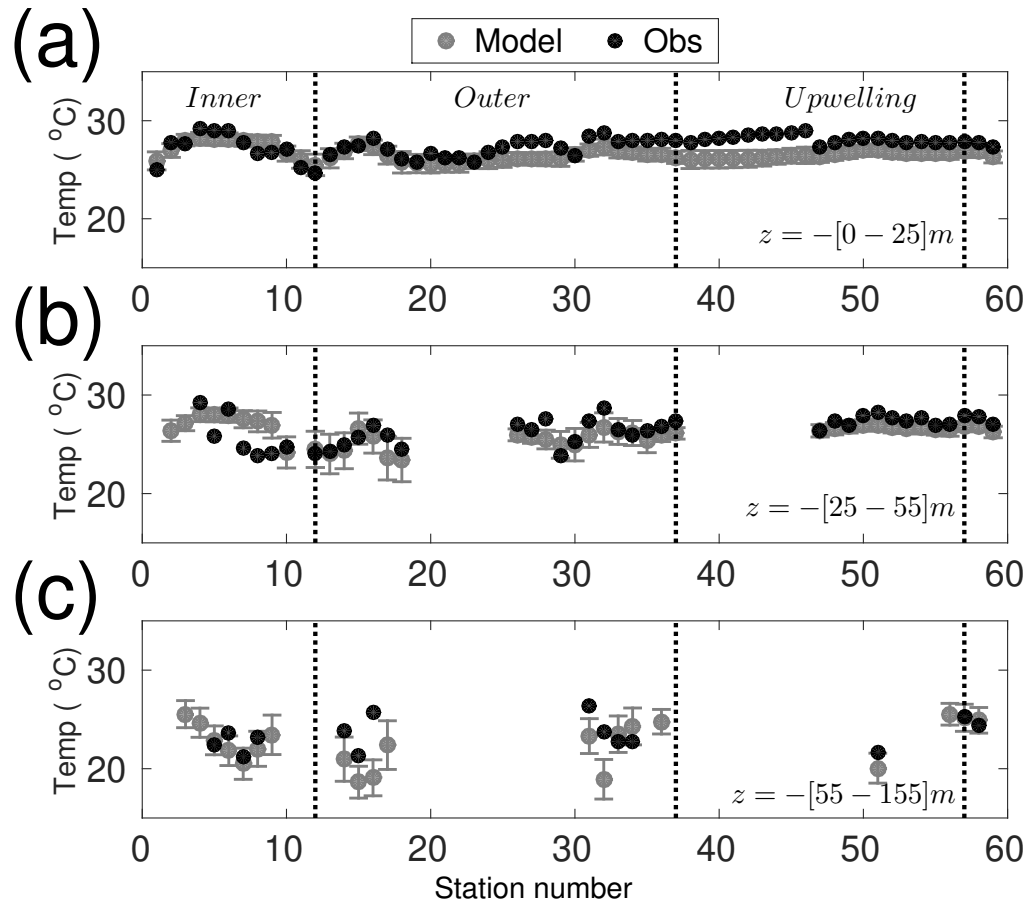 (a)
Model Obs
Inner Outer Upwelling
30
20
Temp ( °C)
z = −[0 − 25]m
0 10 20 30 40 50 60
(b)
30
20
Temp ( °C)
z = −[25 − 55]m
0 10 20 30 40 50 60
(c)
30
20
Temp ( °C)
z = −[55 − 155]m
0 10 20 30 40 50 60
Station number